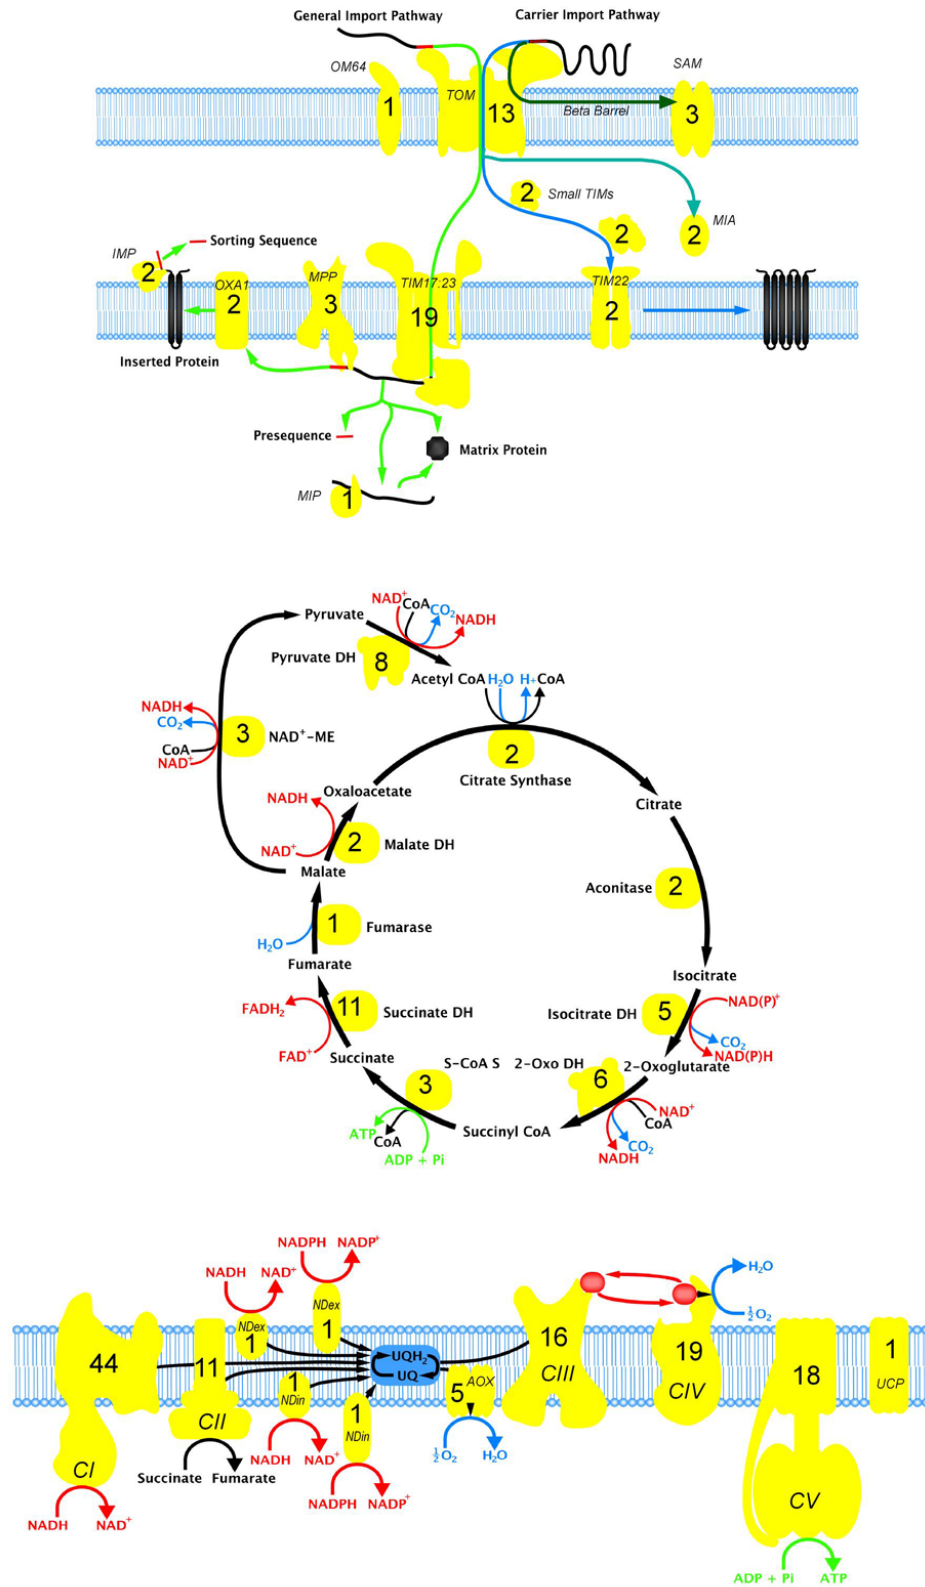 General Import Pathway
Carrier Import Pathway
OM64
1
TOM
13
SAM
3
Beta Barrel
2
Small TIMs
2
2
MIA
IMP
2
Sorting Sequence
OXA1
2
MPP
3
TIM17:23
19
TIM22
2
Inserted Protein
Presequence
Matrix Protein
MIP
1
Pyruvate
NAD+
CoA
CO2
NADH
Pyruvate DH
8
Acetyl CoA
H2O
H+
CoA
NADH
CO2
CoA
NAD+
3
NAD+-ME
2
Citrate Synthase
Oxaloacetate
Citrate
NADH
NAD+
2
Malate DH
Malate
Aconitase
2
H2O
1
Fumarase
Fumarate
Isocitrate
FADH2
FAD+
11
Succinate DH
Isocitrate DH
5
NAD(P)+
CO2
NAD(P)H
Succinate
S-CoA S
3
2-Oxo DH
6
2-Oxoglutarate
NAD+
CoA
CO2
NADH
Succinyl CoA
ATP
CoA
ADP + Pi
NADPH
NADP+
NADH
NAD+
H2O
½O2
NDex
1
NDex
1
44
11
UQH2
UQ
16
CIII
19
CIV
18
1
UCP
1
NDin
1
NDin
5
AOX
CI
CII
½O2
H2O
Succinate
Fumarate
NADH
NAD+
NADPH
NADP+
NADH
NAD+
CV
ADP + Pi
ATP